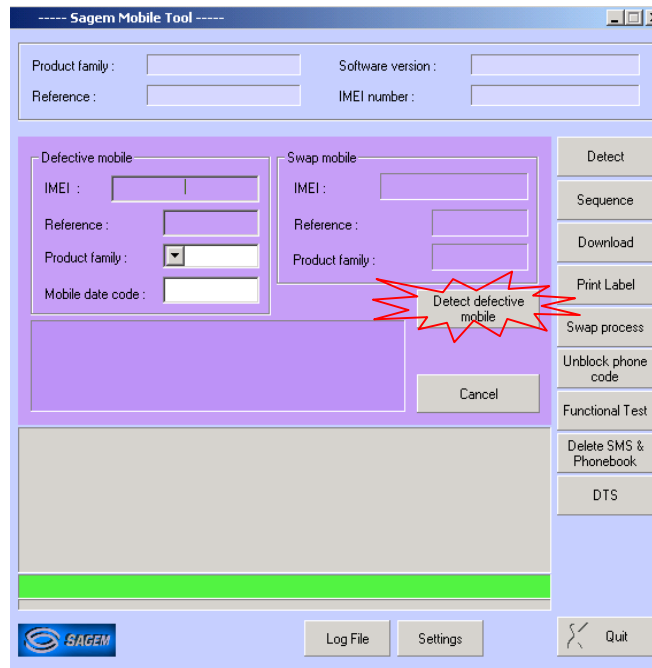 ----- Sagem Mobile Tool -----
Product family :
Software version :
Reference :
IMEI number :
Defective mobile
Swap mobile
IMEI :
IMEI :
Reference :
Reference :
Product family :
Product family :
Mobile date code :
Detect defective
mobile
Cancel
Detect
Sequence
Download
Print Label
Swap process
Unblock phone
code
Functional Test
Delete SMS &
Phonebook
DTS
SAGEM
Log File
Settings
Quit